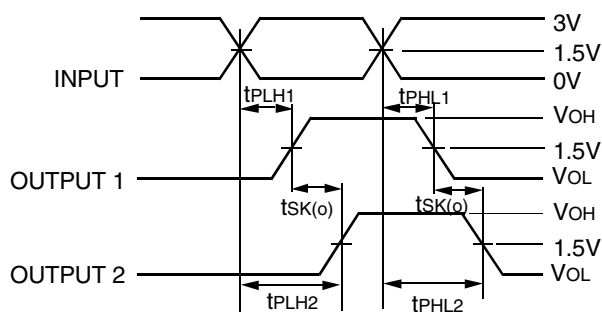 3V
1.5V
INPUT
0V
tPLH1
tPHL1
VOH
1.5V
OUTPUT 1
VOL
tSK(o)
tSK(o)
VOH
1.5V
OUTPUT 2
VOL
tPLH2
tPHL2